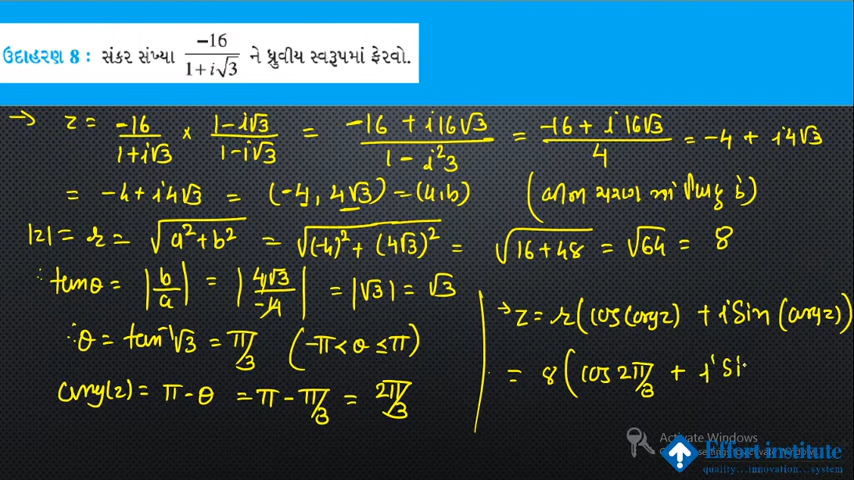 ઉદાહરણ 8 : સંકર સંખ્યા -16/(1+i√3) ને ધ્રુવીય સ્વરૂપમાં ફેરવો.
→ z = -16/(1+i√3) × (1-i√3)/(1-i√3) = (-16 + i16√3)/(1 - i²3) = (-16 + i16√3)/4 = -4 + i4√3
= -4 + i4√3 = (-4, 4√3) = (a, b)
|z| = r = √(a²+b²) = √((-4)² + (4√3)²) = √(16+48) = √64 = 8
∴ tanθ = |b/a| = |4√3/-4| = |√3| = √3
∴ θ = tan⁻¹√3 = π/3 (-π < θ ≤ π)
arg(z) = π - θ = π - π/3 = 2π/3
→ z = r(cos(argz) + i Sin(argz))
= 8(cos 2π/3 + i Si
Activate Windows
Effort institute
quality...innovation...system